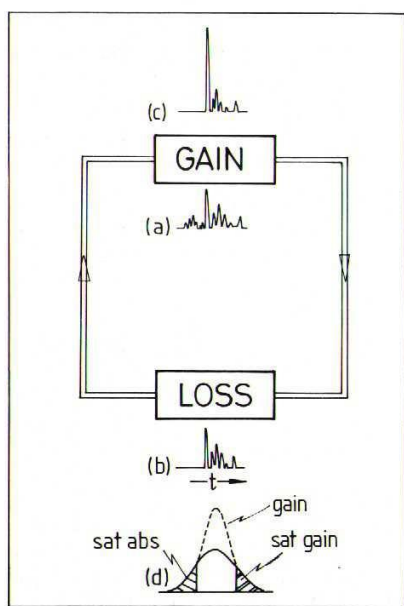 (c)
GAIN
(a)
LOSS
(b)
t
gain
sat abs
sat gain
(d)